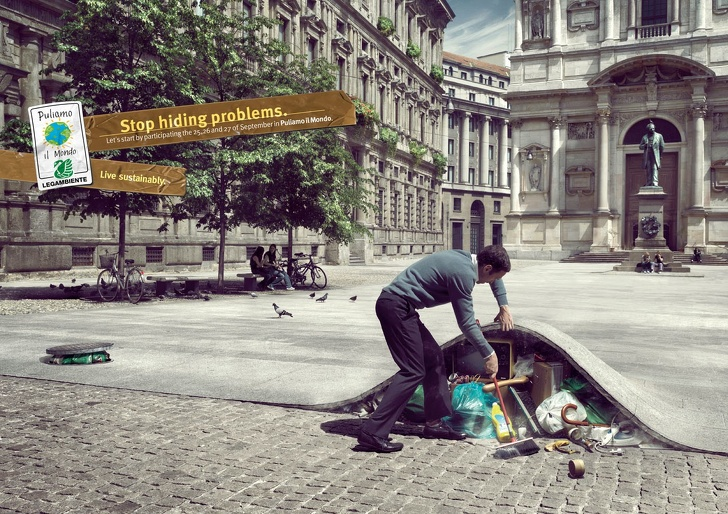 Puliamo
il Mondo
LEGAMBIENTE
Stop hiding problems.
Let's start by participating the 25,26 and 27 of September in Puliamo il Mondo.
Live sustainably.